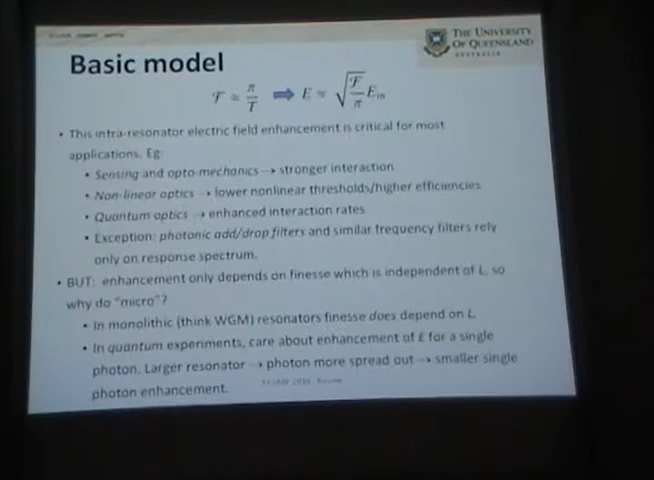 THE UNIVERSITY
OF QUEENSLAND
AUSTRALIA
Basic model
ℱ ≈ π/T ⇒ E ≈ √(ℱ/π) E_in
• This intra-resonator electric field enhancement is critical for most
applications. Eg:
• Sensing and opto-mechanics → stronger interaction
• Non-linear optics → lower nonlinear thresholds/higher efficiencies
• Quantum optics → enhanced interaction rates
• Exception: photonic add/drop filters and similar frequency filters rely
only on response spectrum.
• BUT: enhancement only depends on finesse which is independent of L, so
why do "micro"?
• In monolithic (think WGM) resonators finesse does depend on L.
• In quantum experiments, care about enhancement of E for a single
photon. Larger resonator → photon more spread out → smaller single
photon enhancement.